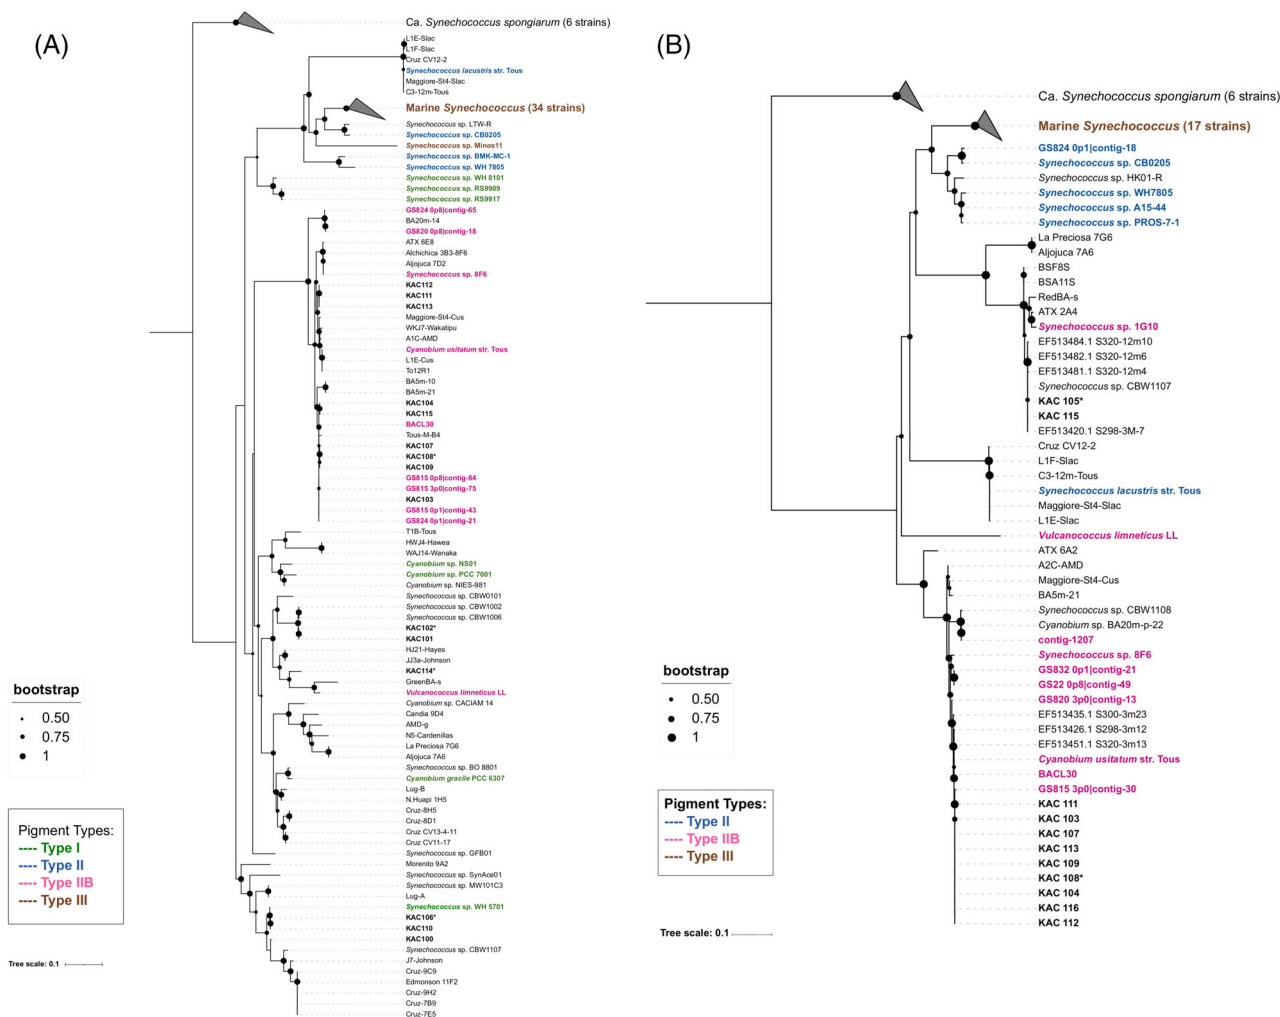 (A)
Ca. Synechococcus spongiarum (6 strains)
L1E-Slac
L1F-Slac
Cruz CV12-2
Synechococcus lacustris str. Tous
Maggiore-St4-Slac
C3-12m-Tous
Marine Synechococcus (34 strains)
Synechococcus sp. LTW-R
Synechococcus sp. CB0205
Synechococcus sp. Minos11
Synechococcus sp. BMK-MC-1
Synechococcus sp. WH 7805
Synechococcus sp. WH 8101
Synechococcus sp. RS9909
Synechococcus sp. RS9917
GS824 0p8|contig-65
BA20m-14
GS820 0p8|contig-18
ATX 6E8
Alchichica 3B3-8F6
Aljojuca 7D2
Synechococcus sp. 8F6
KAC112
KAC111
KAC113
Maggiore-St4-Cus
WKJ7-Wakatipu
A1C-AMD
Cyanobium usitatum str. Tous
L1E-Cus
To12R1
BA5m-10
BA5m-21
KAC104
KAC115
BACL30
Tous-M-B4
KAC107
KAC108*
KAC109
GS815 0p8|contig-84
GS815 3p0|contig-75
KAC103
GS815 0p1|contig-43
GS824 0p1|contig-21
T1B-Tous
HWJ4-Hawea
WAJ14-Wanaka
Cyanobium sp. NS01
Cyanobium sp. PCC 7001
Cyanobium sp. NIES-981
Synechococcus sp. CBW0101
Synechococcus sp. CBW1002
Synechococcus sp. CBW1006
KAC102*
KAC101
HJ21-Hayes
JJ3a-Johnson
KAC114*
GreenBA-s
Vulcanococcus limneticus LL
Cyanobium sp. CACIAM 14
Candia 9D4
AMD-g
N5-Cardenillas
La Preciosa 7G6
Aljojuca 7A6
Synechococcus sp. BO 8801
Cyanobium gracile PCC 6307
Lug-B
N.Huapi 1H5
Cruz-8H5
Cruz-8D1
Cruz CV13-4-11
Cruz CV11-17
Synechococcus sp. GFB01
Morenito 9A2
Synechococcus sp. SynAce01
Synechococcus sp. MW101C3
Lug-A
Synechococcus sp. WH 5701
KAC106*
KAC110
KAC100
Synechococcus sp. CBW1107
J7-Johnson
Cruz-9C9
Edmonson 11F2
Cruz-9H2
Cruz-7B9
Cruz-7E5
bootstrap
0.50
0.75
1
Pigment Types:
---- Type I
---- Type II
---- Type IIB
---- Type III
Tree scale: 0.1
(B)
Ca. Synechococcus spongiarum (6 strains)
Marine Synechococcus (17 strains)
GS824 0p1|contig-18
Synechococcus sp. CB0205
Synechococcus sp. HK01-R
Synechococcus sp. WH7805
Synechococcus sp. A15-44
Synechococcus sp. PROS-7-1
La Preciosa 7G6
Aljojuca 7A6
BSF8S
BSA11S
RedBA-s
ATX 2A4
Synechococcus sp. 1G10
EF513484.1 S320-12m10
EF513482.1 S320-12m6
EF513481.1 S320-12m4
Synechococcus sp. CBW1107
KAC 105*
KAC 115
EF513420.1 S298-3M-7
Cruz CV12-2
L1F-Slac
C3-12m-Tous
Synechococcus lacustris str. Tous
Maggiore-St4-Slac
L1E-Slac
Vulcanococcus limneticus LL
ATX 6A2
A2C-AMD
Maggiore-St4-Cus
BA5m-21
Synechococcus sp. CBW1108
Cyanobium sp. BA20m-p-22
contig-1207
Synechococcus sp. 8F6
GS832 0p1|contig-21
GS22 0p8|contig-49
GS820 3p0|contig-13
EF513435.1 S300-3m23
EF513426.1 S298-3m12
EF513451.1 S320-3m13
Cyanobium usitatum str. Tous
BACL30
GS815 3p0|contig-30
KAC 111
KAC 103
KAC 107
KAC 113
KAC 109
KAC 108*
KAC 104
KAC 116
KAC 112
bootstrap
0.50
0.75
1
Pigment Types:
---- Type II
---- Type IIB
---- Type III
Tree scale: 0.1